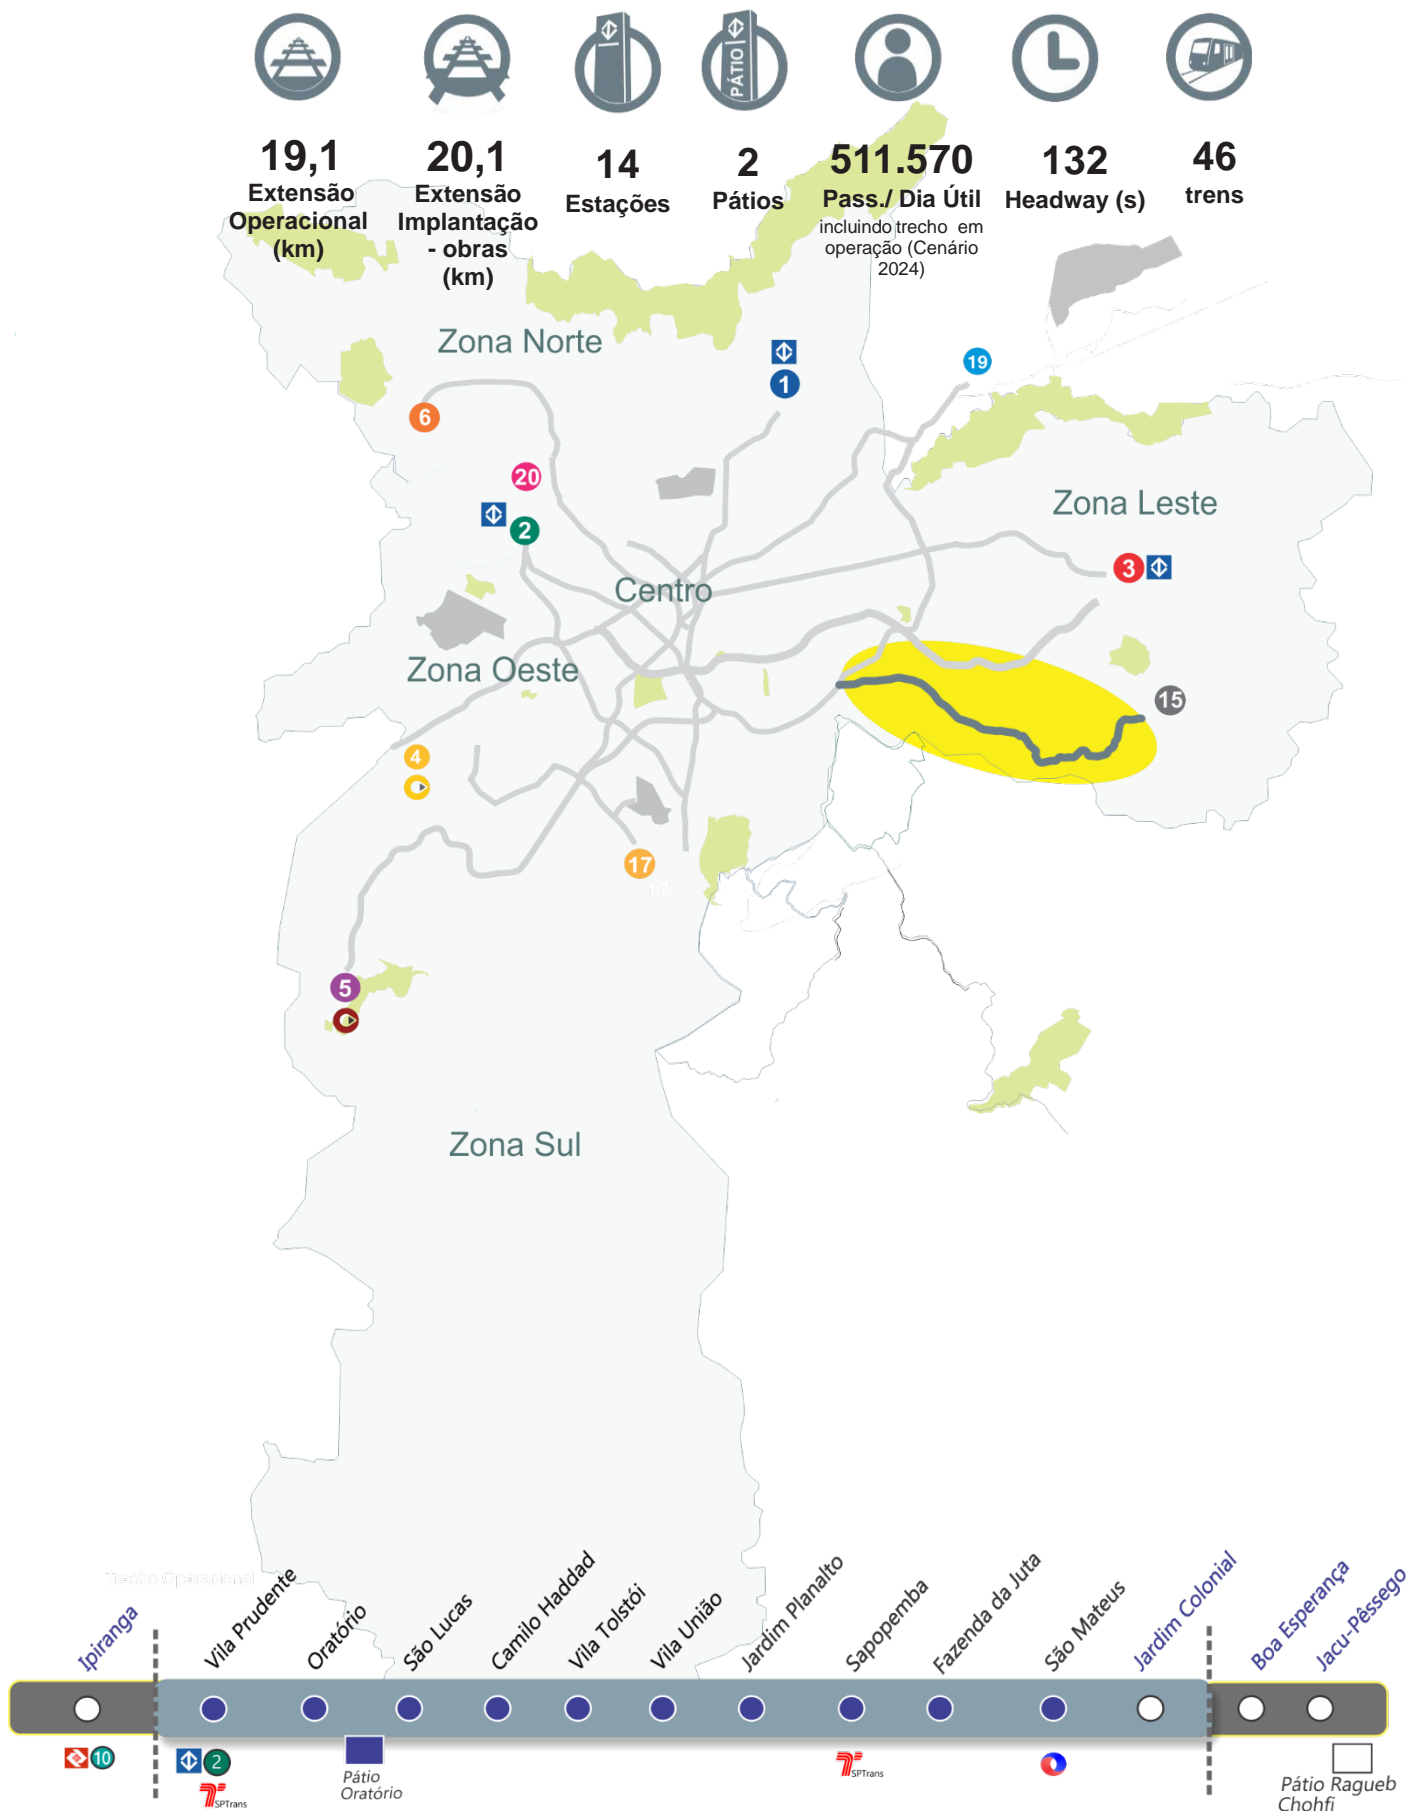 PÁTIO
19,1
Extensão
Operacional
(km)
20,1
Extensão
Implantação
- obras
(km)
14
Estações
2
Pátios
511.570
Pass./ Dia Útil
incluindo trecho em
operação (Cenário
2024)
132
Headway (s)
46
trens
Zona Norte
1
19
6
20
2
Zona Leste
3
Centro
Zona Oeste
15
4
17
17
5
Zona Sul
Trecho Operacional
Ipiranga
Vila Prudente
Oratório
São Lucas
Camilo Haddad
Vila Tolstói
Vila União
Jardim Planalto
Sapopemba
Fazenda da Juta
São Mateus
Jardim Colonial
Boa Esperança
Jacu-Pêssego
10
2
SPTrans
Pátio
Oratório
SPTrans
Pátio Ragueb
Chohfi